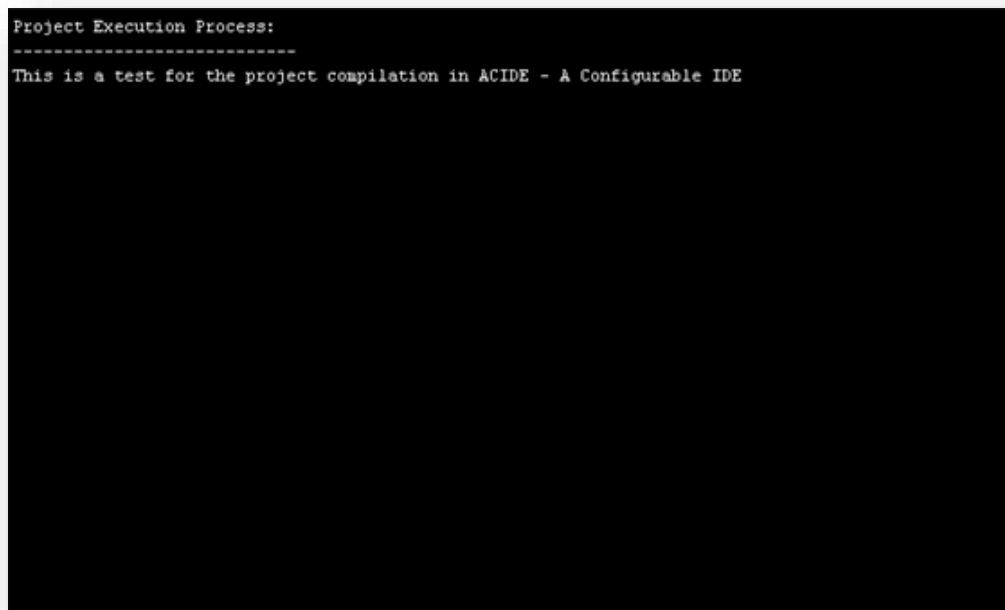 Project Execution Process:
----------------------------
This is a test for the project compilation in ACIDE - A Configurable IDE